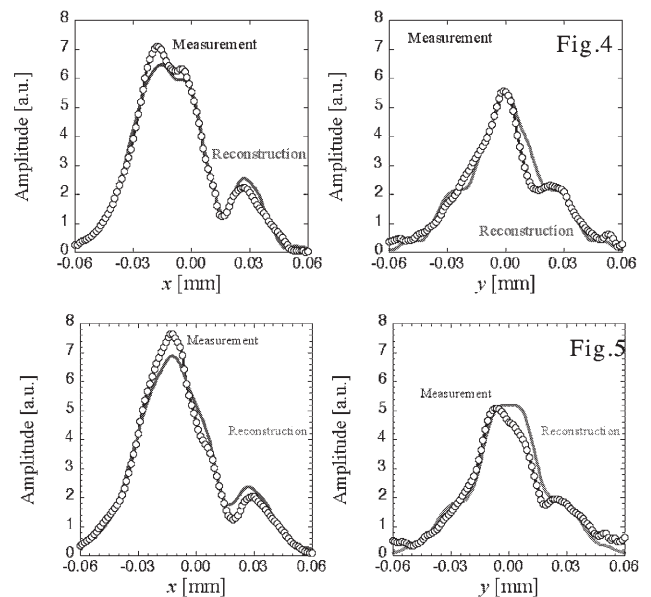 8
7
6
5
4
3
2
1
0
Amplitude [a.u.]
Measurement
Reconstruction
-0.06 -0.03 0.00 0.03 0.06
x [mm]
8
7
6
5
4
3
2
1
0
Amplitude [a.u.]
Measurement
Fig.4
Reconstruction
-0.06 -0.03 0.00 0.03 0.06
y [mm]
8
7
6
5
4
3
2
1
0
Amplitude [a.u.]
Measurement
Reconstruction
-0.06 -0.03 0.00 0.03 0.06
x [mm]
8
7
6
5
4
3
2
1
0
Amplitude [a.u.]
Fig.5
Measurement
Reconstruction
-0.06 -0.03 0.00 0.03 0.06
y [mm]